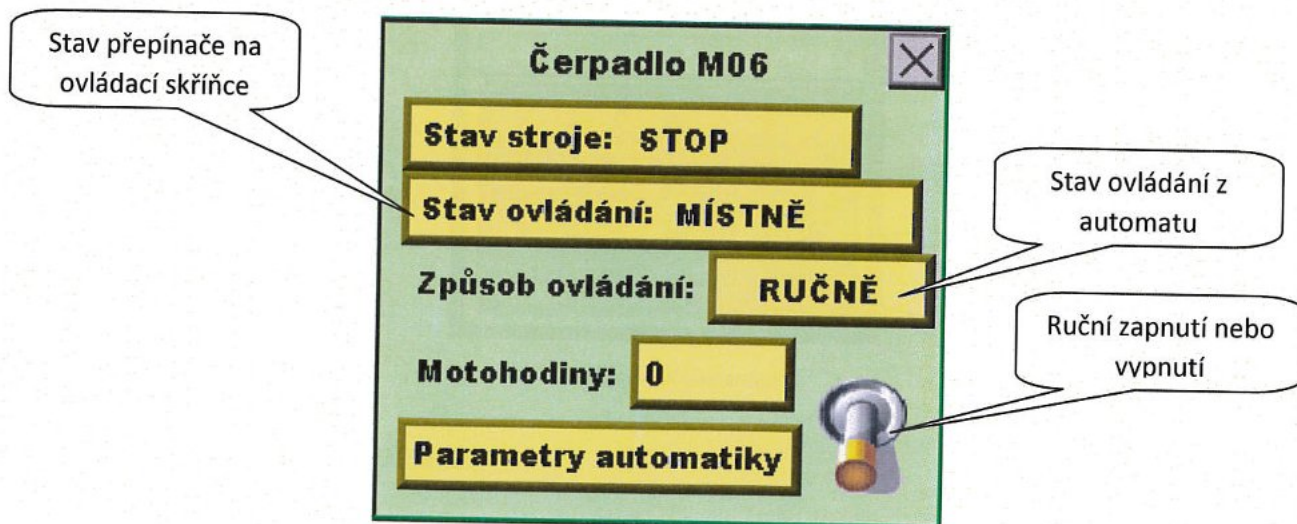 Stav přepínače na
ovládací skříňce
Čerpadlo M06
Stav stroje: STOP
Stav ovládání: MÍSTNĚ
Stav ovládání z
automatu
Způsob ovládání: RUČNĚ
Ruční zapnutí nebo
vypnutí
Motohodiny: 0
Parametry automatiky